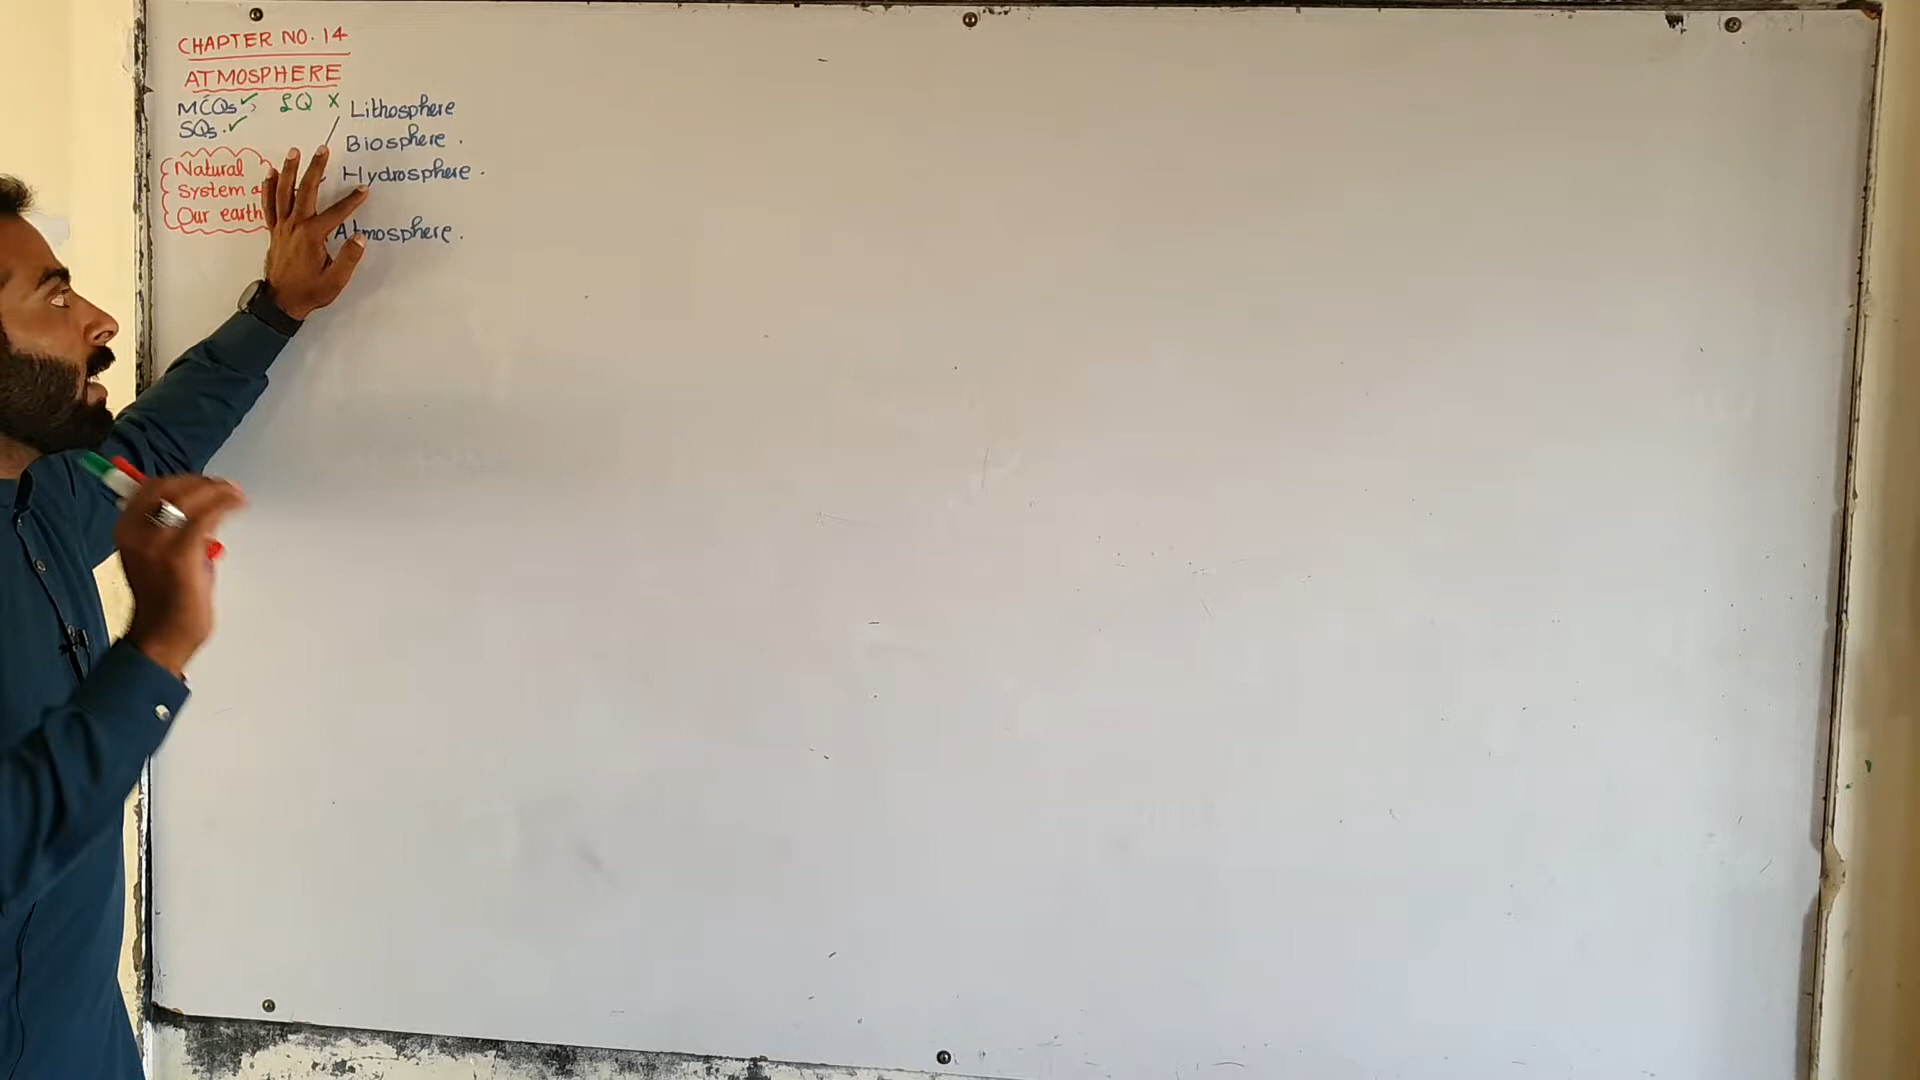 CHAPTER NO. 14
ATMOSPHERE
MCQs ✓, LQ X
SQs. ✓
Natural
System
Our earth
Lithosphere
Biosphere.
Hydrosphere.
Atmosphere.